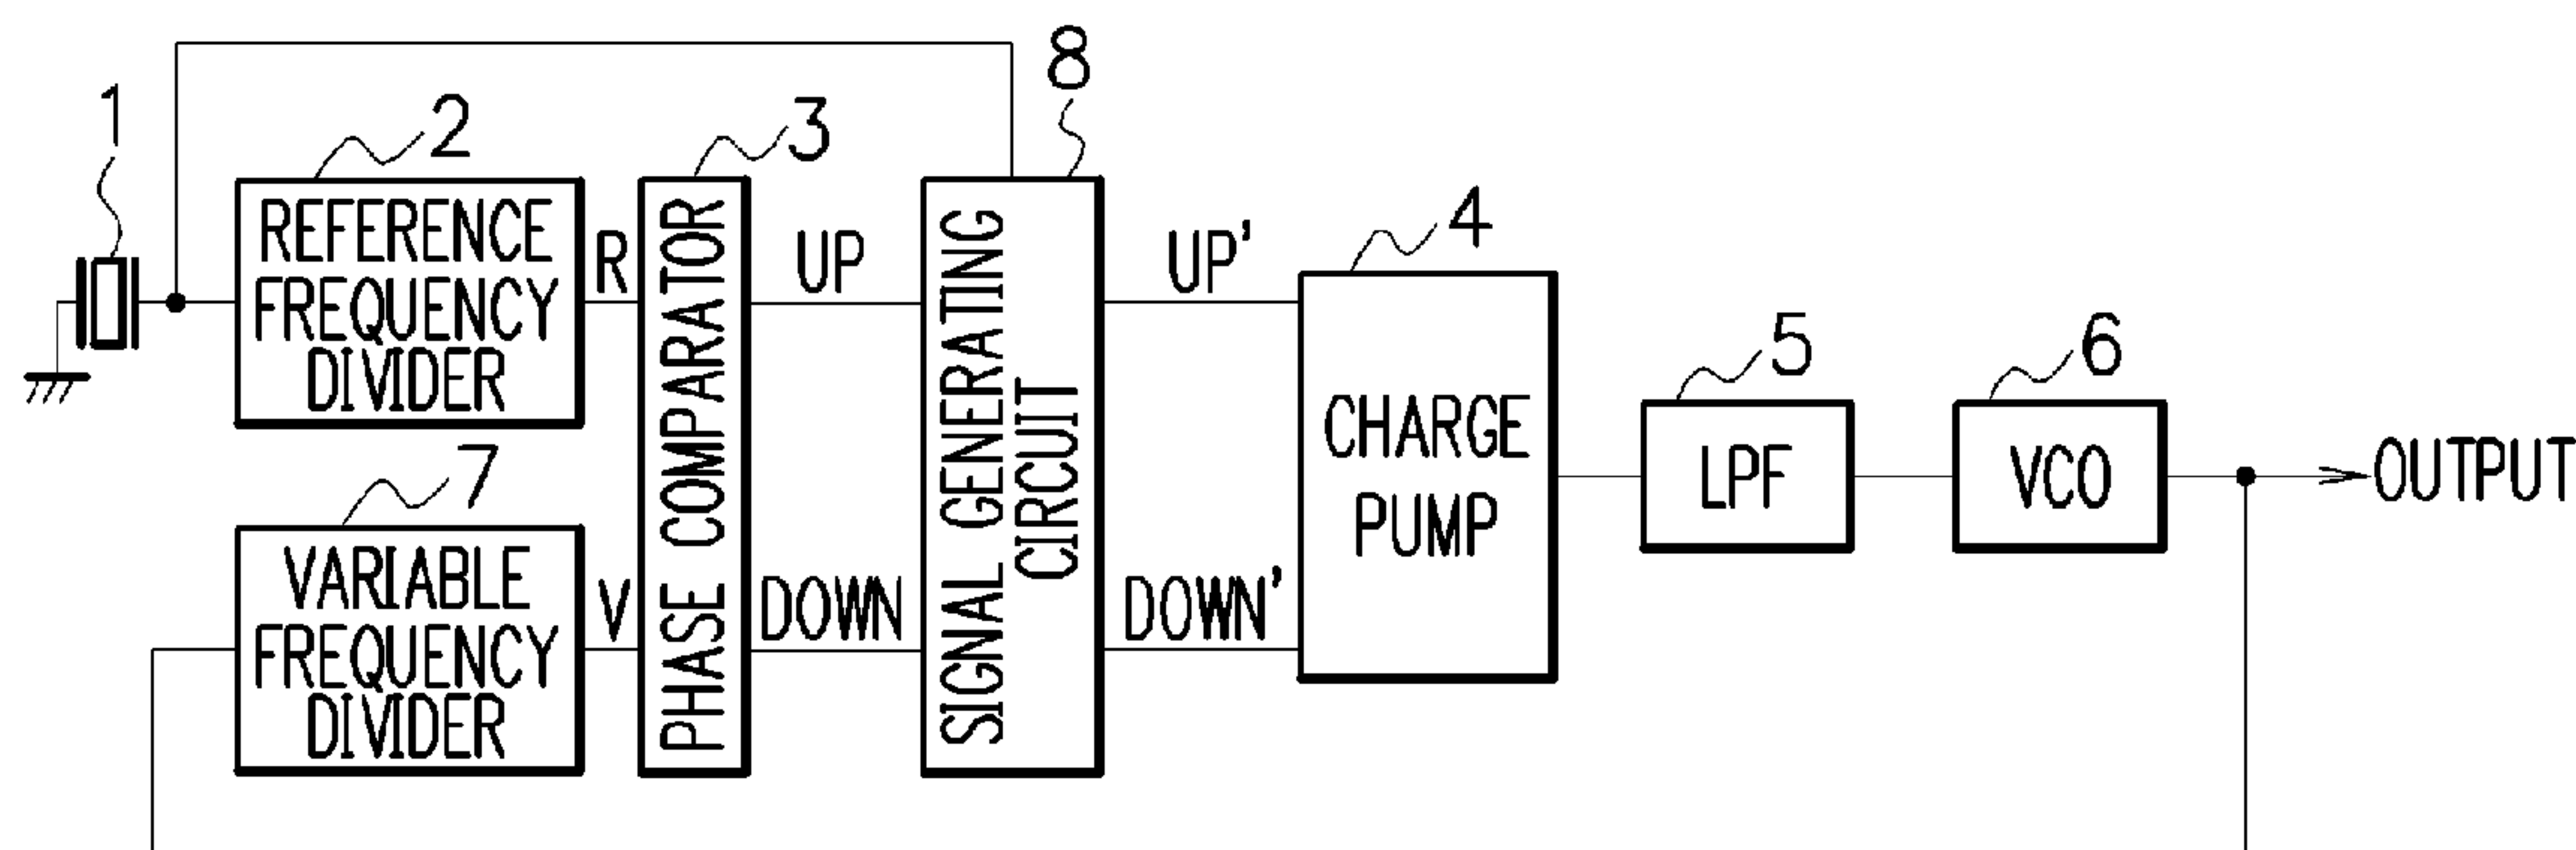 1
2
3
8
REFERENCE
FREQUENCY
DIVIDER
R
PHASE COMPARATOR
UP
SIGNAL GENERATING
CIRCUIT
UP'
4
CHARGE
PUMP
5
LPF
6
VCO
OUTPUT
7
VARIABLE
FREQUENCY
DIVIDER
V
DOWN
DOWN'